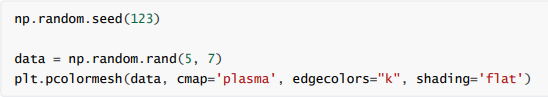 np.random.seed(123)
data = np.random.rand(5, 7)
plt.pcolormesh(data, cmap='plasma', edgecolors="k", shading='flat')